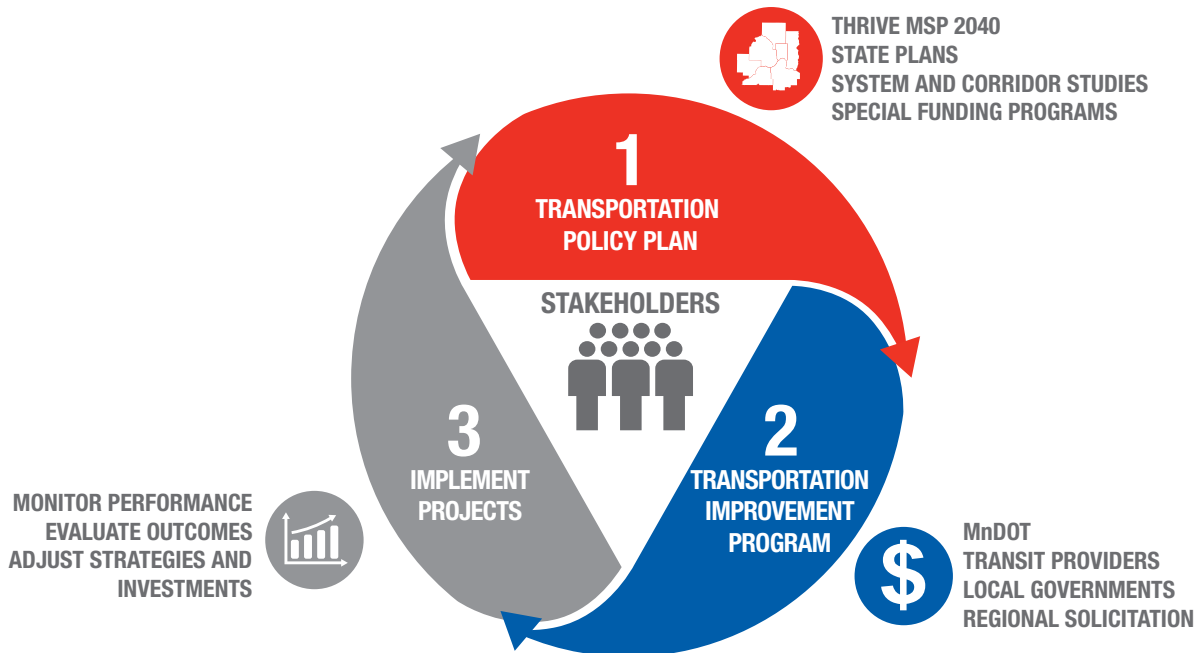 THRIVE MSP 2040
STATE PLANS
SYSTEM AND CORRIDOR STUDIES
SPECIAL FUNDING PROGRAMS
1
TRANSPORTATION
POLICY PLAN
STAKEHOLDERS
2
TRANSPORTATION
IMPROVEMENT
PROGRAM
$
MnDOT
TRANSIT PROVIDERS
LOCAL GOVERNMENTS
REGIONAL SOLICITATION
3
IMPLEMENT
PROJECTS
MONITOR PERFORMANCE
EVALUATE OUTCOMES
ADJUST STRATEGIES AND
INVESTMENTS